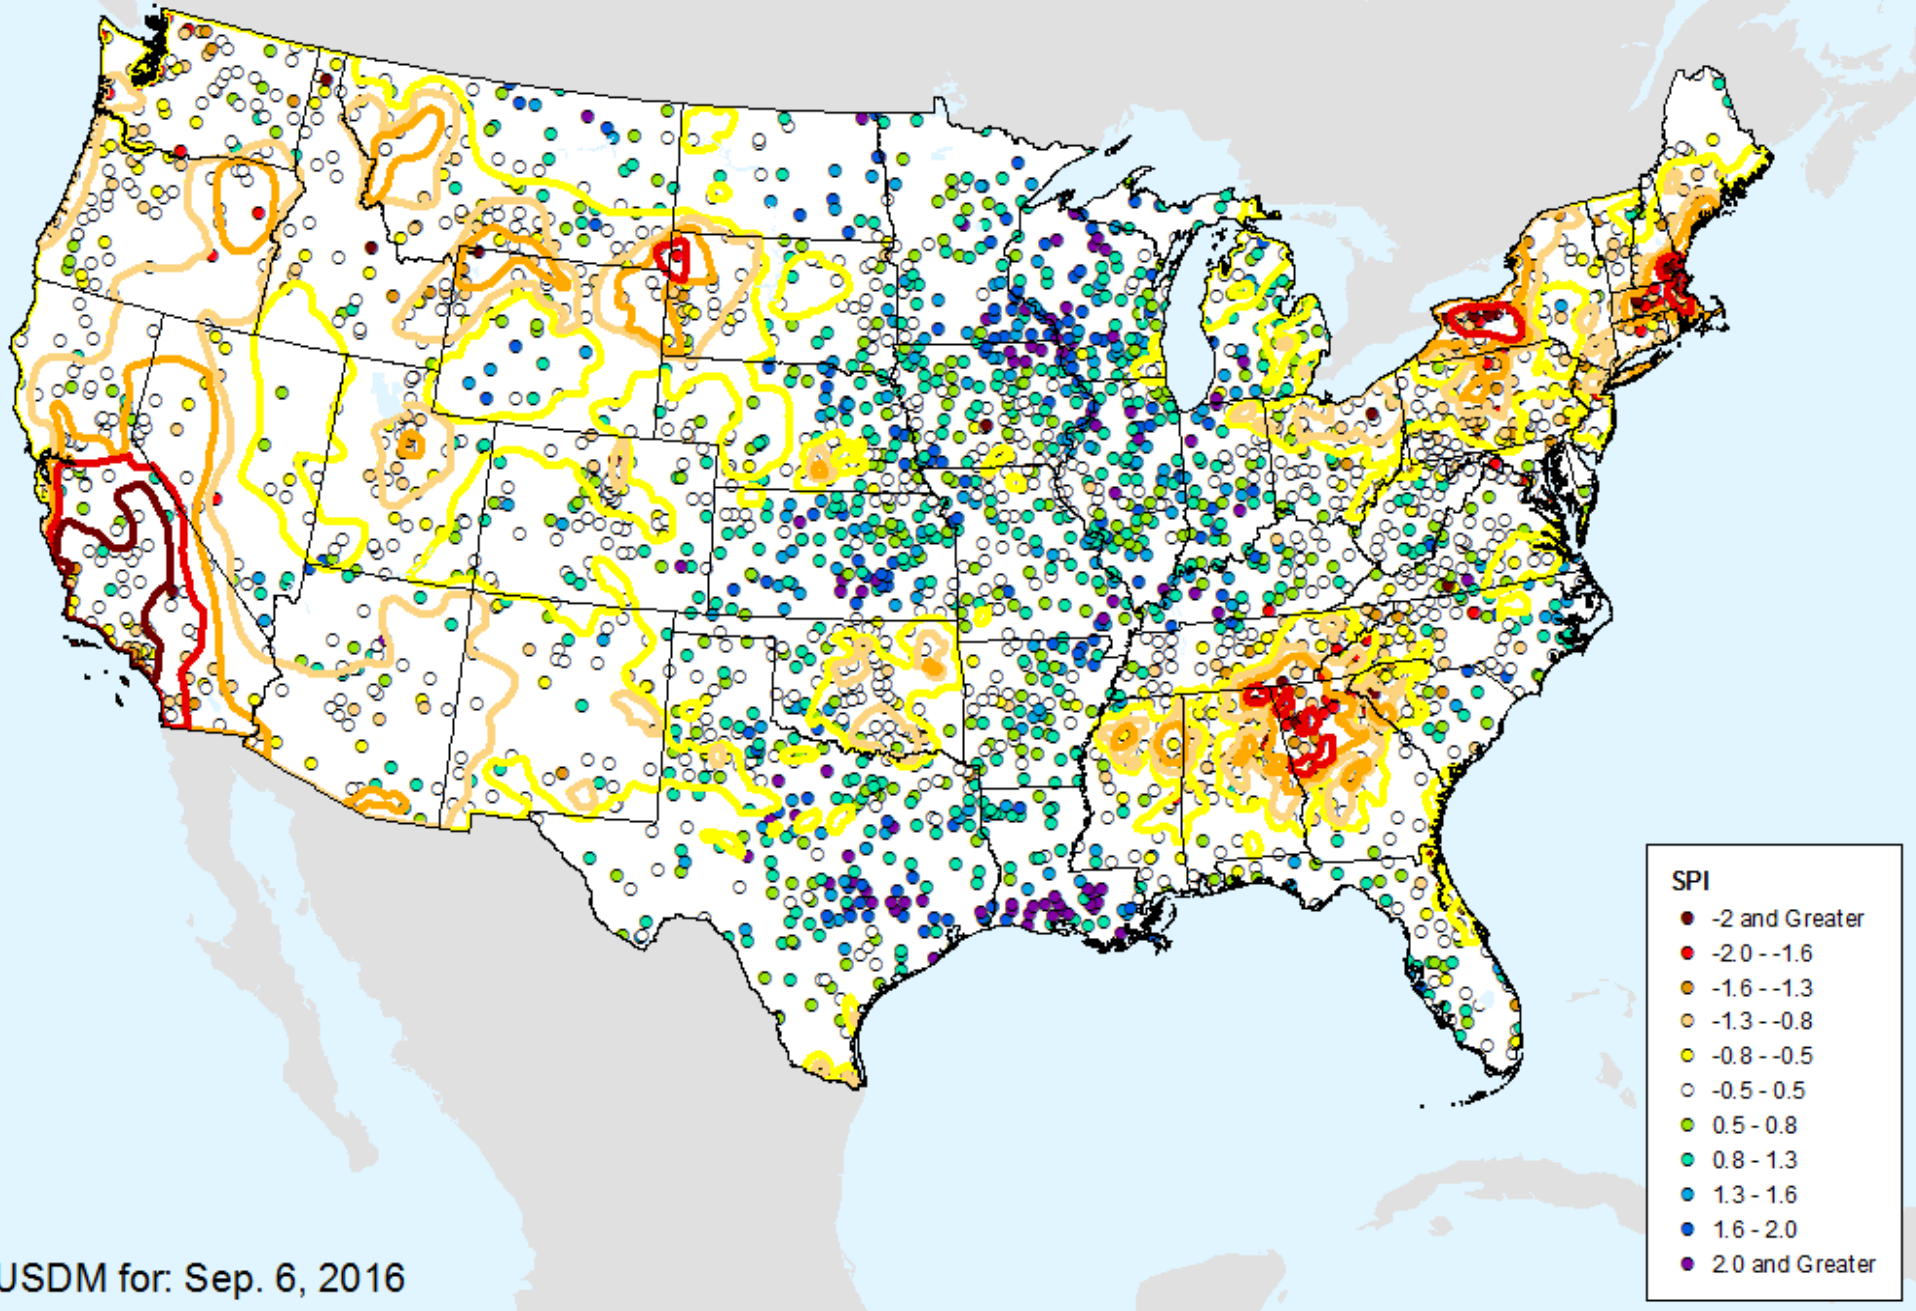 SPI
-2 and Greater
-2.0 - -1.6
-1.6 - -1.3
-1.3 - -0.8
-0.8 - -0.5
-0.5 - 0.5
0.5 - 0.8
0.8 - 1.3
1.3 - 1.6
1.6 - 2.0
2.0 and Greater
USDM for: Sep. 6, 2016